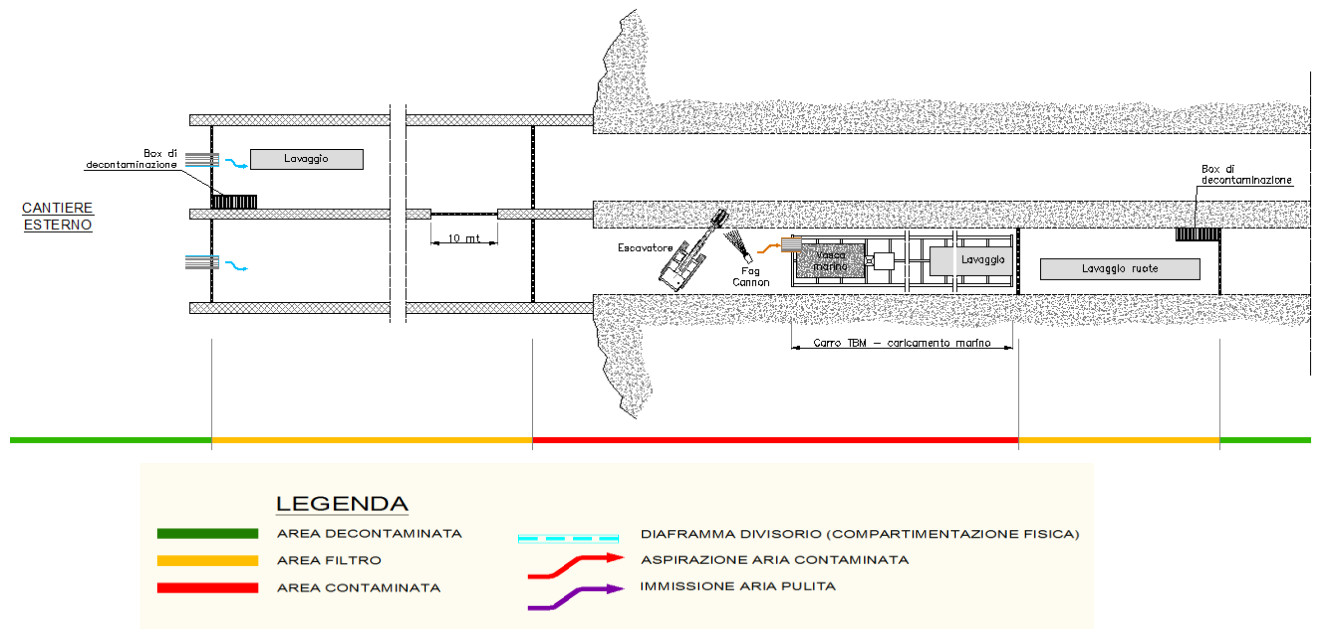 Box di
decontaminazione
Lavaggio
CANTIERE
ESTERNO
10 mt
Box di
decontaminazione
Escavatore
Fog
Cannon
Vasca
marino
Lavaggio
Lavaggio ruote
Carro TBM – caricamento marino
LEGENDA
AREA DECONTAMINATA
AREA FILTRO
AREA CONTAMINATA
DIAFRAMMA DIVISORIO (COMPARTIMENTAZIONE FISICA)
ASPIRAZIONE ARIA CONTAMINATA
IMMISSIONE ARIA PULITA